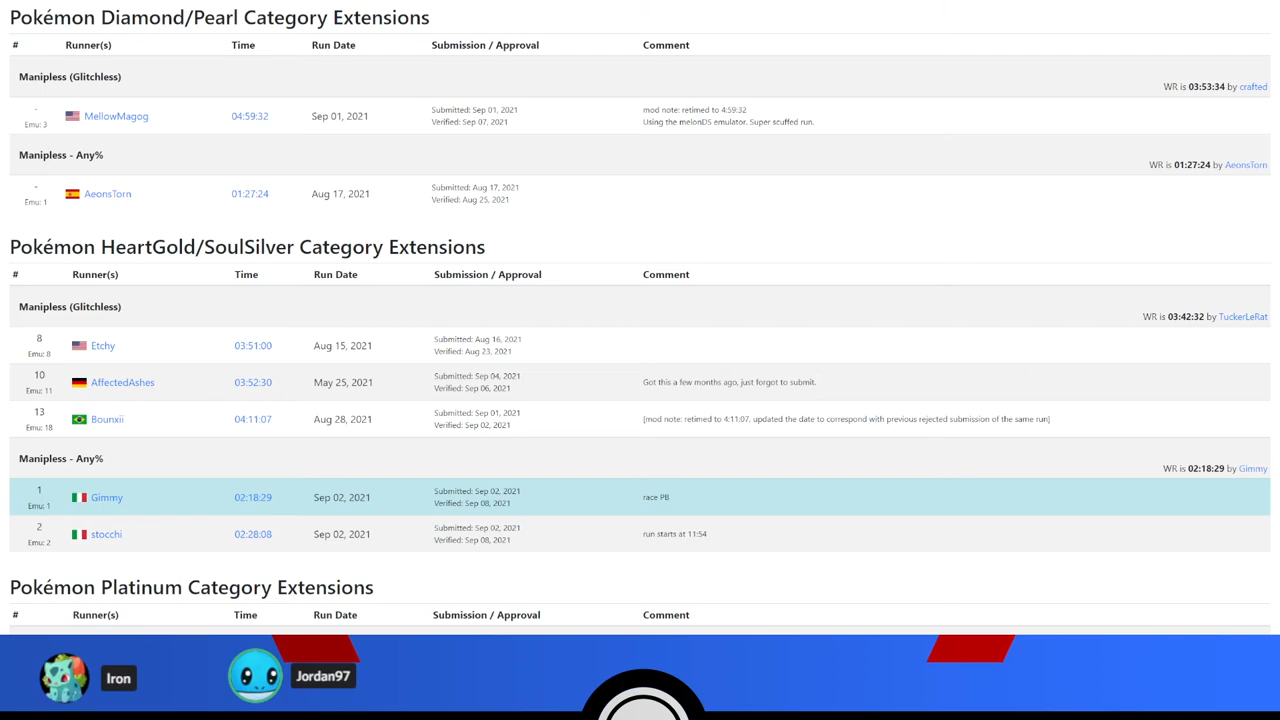 Pokémon Diamond/Pearl Category Extensions
# Runner(s) Time Run Date Submission / Approval Comment
Manipless (Glitchless)
WR is 03:53:34 by crafted
-
Emu: 3
MellowMagog 04:59:32 Sep 01, 2021
Submitted: Sep 01, 2021
Verified: Sep 07, 2021
mod note: retimed to 4:59:32
Using the melonDS emulator. Super scuffed run.
Manipless - Any%
WR is 01:27:24 by AeonsTorn
-
Emu: 1
AeonsTorn 01:27:24 Aug 17, 2021
Submitted: Aug 17, 2021
Verified: Aug 25, 2021
Pokémon HeartGold/SoulSilver Category Extensions
# Runner(s) Time Run Date Submission / Approval Comment
Manipless (Glitchless)
WR is 03:42:32 by TuckerLeRat
8
Emu: 8
Etchy 03:51:00 Aug 15, 2021
Submitted: Aug 16, 2021
Verified: Aug 23, 2021
10
Emu: 11
AffectedAshes 03:52:30 May 25, 2021
Submitted: Sep 04, 2021
Verified: Sep 06, 2021
Got this a few months ago, just forgot to submit.
13
Emu: 18
Bounxii 04:11:07 Aug 28, 2021
Submitted: Sep 01, 2021
Verified: Sep 02, 2021
[mod note: retimed to 4:11:07, updated the date to correspond with previous rejected submission of the same run]
Manipless - Any%
WR is 02:18:29 by Gimmy
1
Emu: 1
Gimmy 02:18:29 Sep 02, 2021
Submitted: Sep 02, 2021
Verified: Sep 08, 2021
race PB
2
Emu: 2
stocchi 02:28:08 Sep 02, 2021
Submitted: Sep 02, 2021
Verified: Sep 08, 2021
run starts at 11:54
Pokémon Platinum Category Extensions
# Runner(s) Time Run Date Submission / Approval Comment
Iron
Jordan97